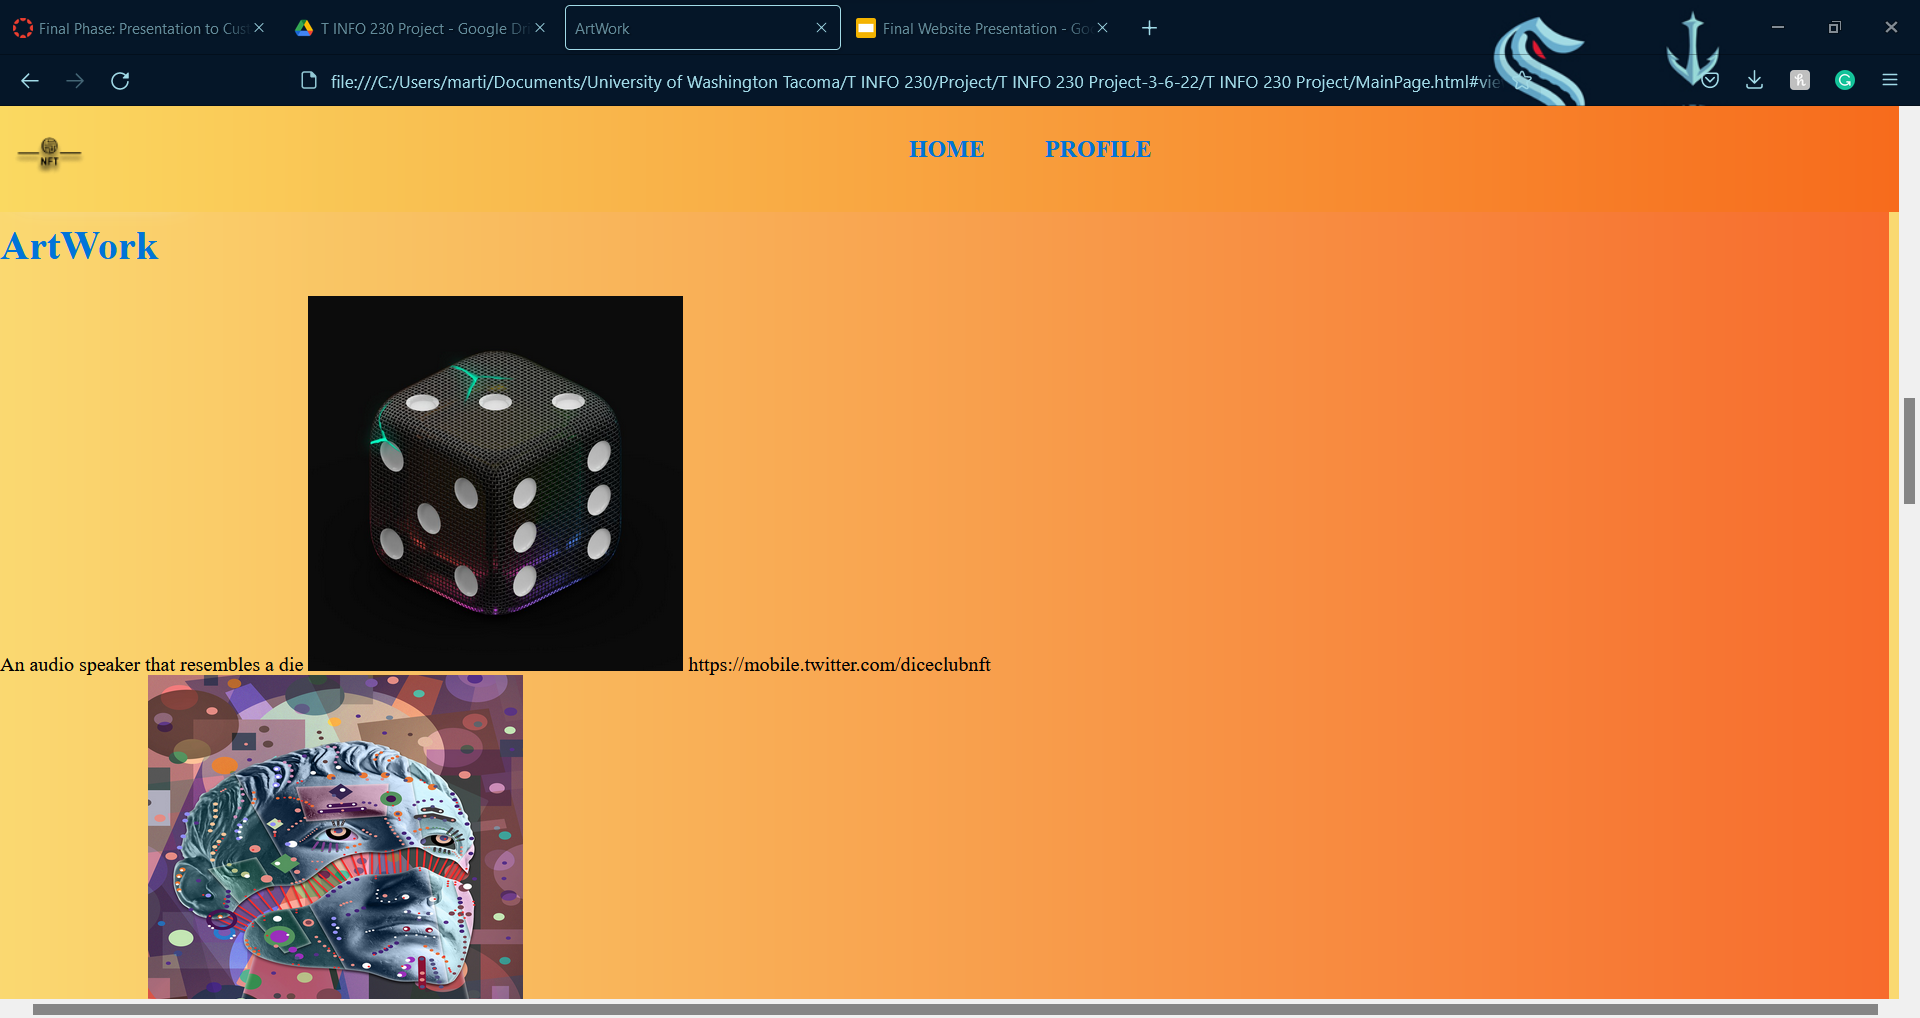 Final Phase: Presentation to Cust
T INFO 230 Project - Google Dri
ArtWork
Final Website Presentation - Goo
file:///C:/Users/marti/Documents/University of Washington Tacoma/T INFO 230/Project/T INFO 230 Project-3-6-22/T INFO 230 Project/MainPage.html#vie
NFT
HOME PROFILE
ArtWork
An audio speaker that resembles a die https://mobile.twitter.com/diceclubnft